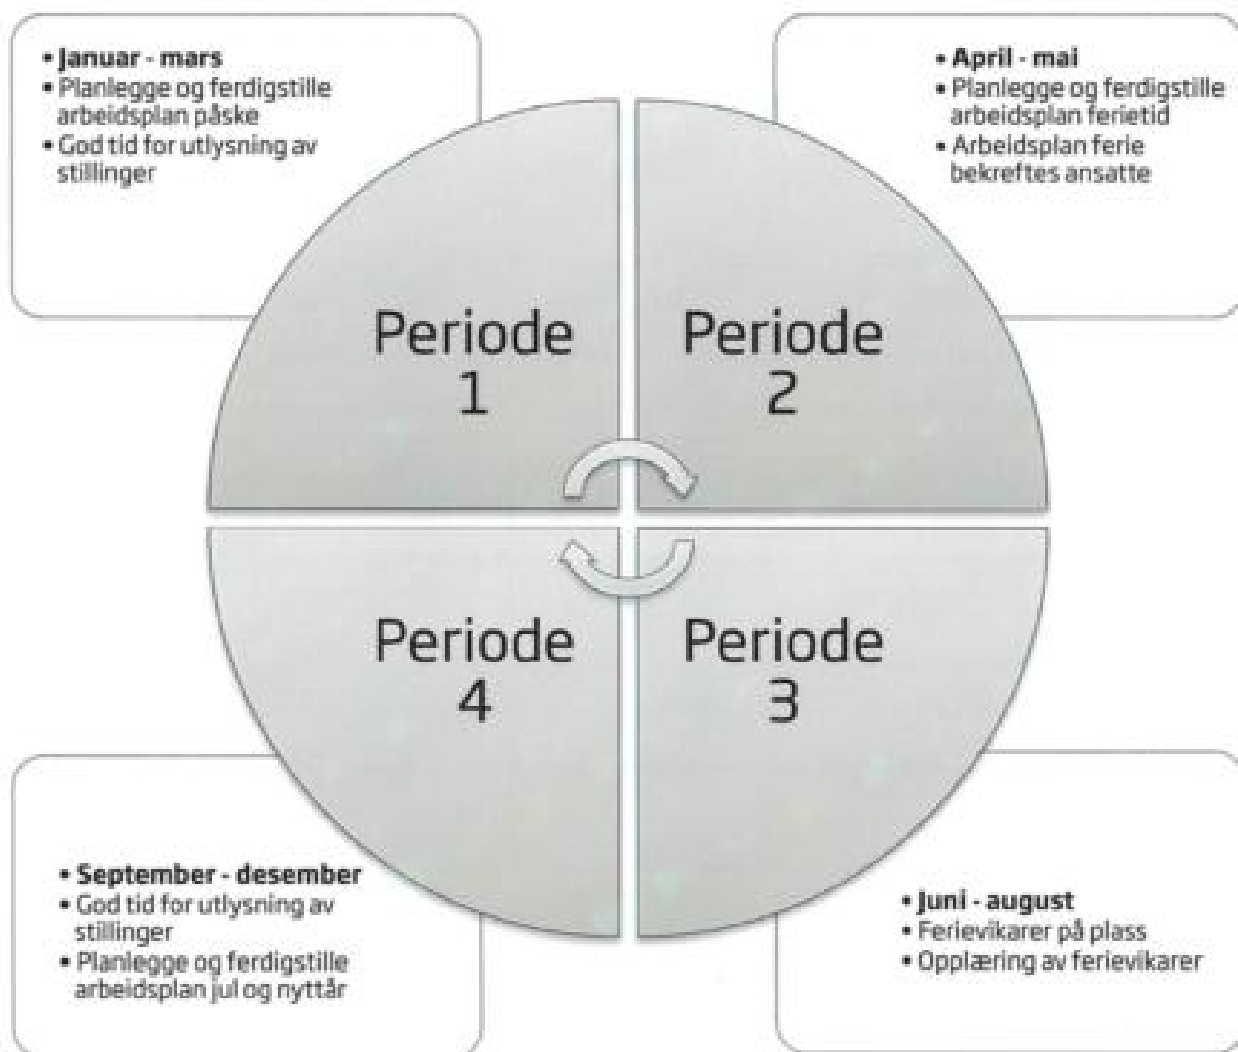 • Januar - mars
• Planlegge og ferdigstille
arbeidsplan påske
• God tid for utlysning av
stillinger
• April - mai
• Planlegge og ferdigstille
arbeidsplan ferietid
• Arbeidsplan ferie
bekreftes ansatte
Periode
1
Periode
2
Periode
4
Periode
3
• September - desember
• God tid for utlysning av
stillinger
• Planlegge og ferdigstille
arbeidsplan jul og nyttår
• Juni - august
• Ferievikarer på plass
• Opplæring av ferievikarer